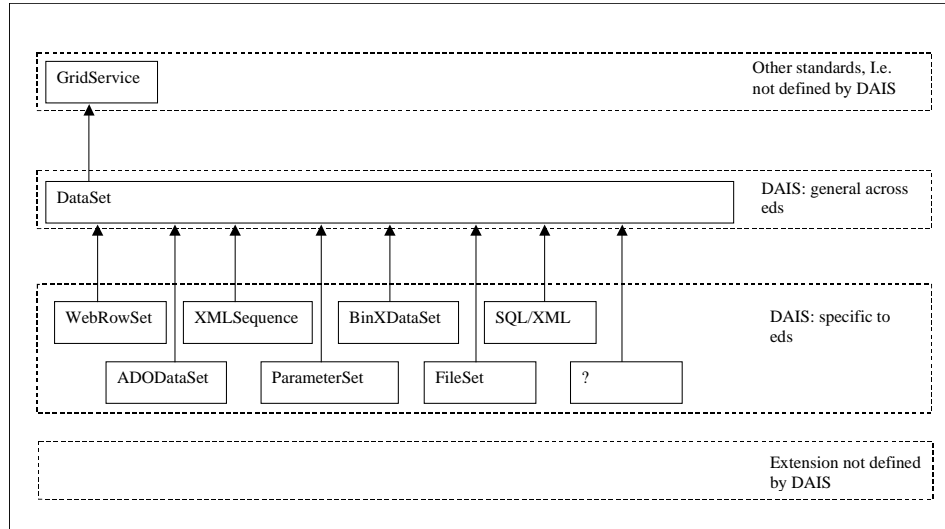 GridService
Other standards, I.e.
not defined by DAIS
DataSet
DAIS: general across
eds
WebRowSet
XMLSequence
BinXDataSet
SQL/XML
DAIS: specific to
eds
ADODataSet
ParameterSet
FileSet
?
Extension not defined
by DAIS